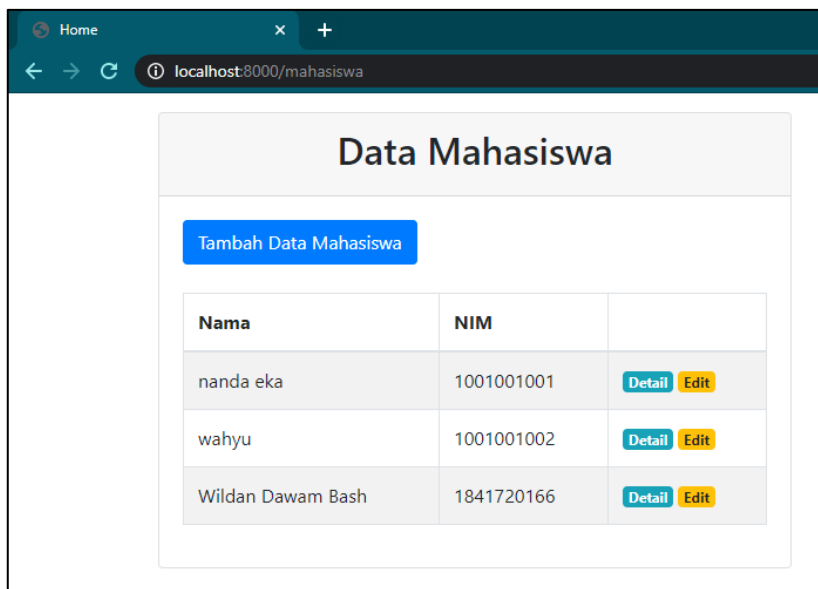 Home
localhost:8000/mahasiswa
Data Mahasiswa
Tambah Data Mahasiswa
Nama NIM
nanda eka 1001001001 Detail Edit
wahyu 1001001002 Detail Edit
Wildan Dawam Bash 1841720166 Detail Edit